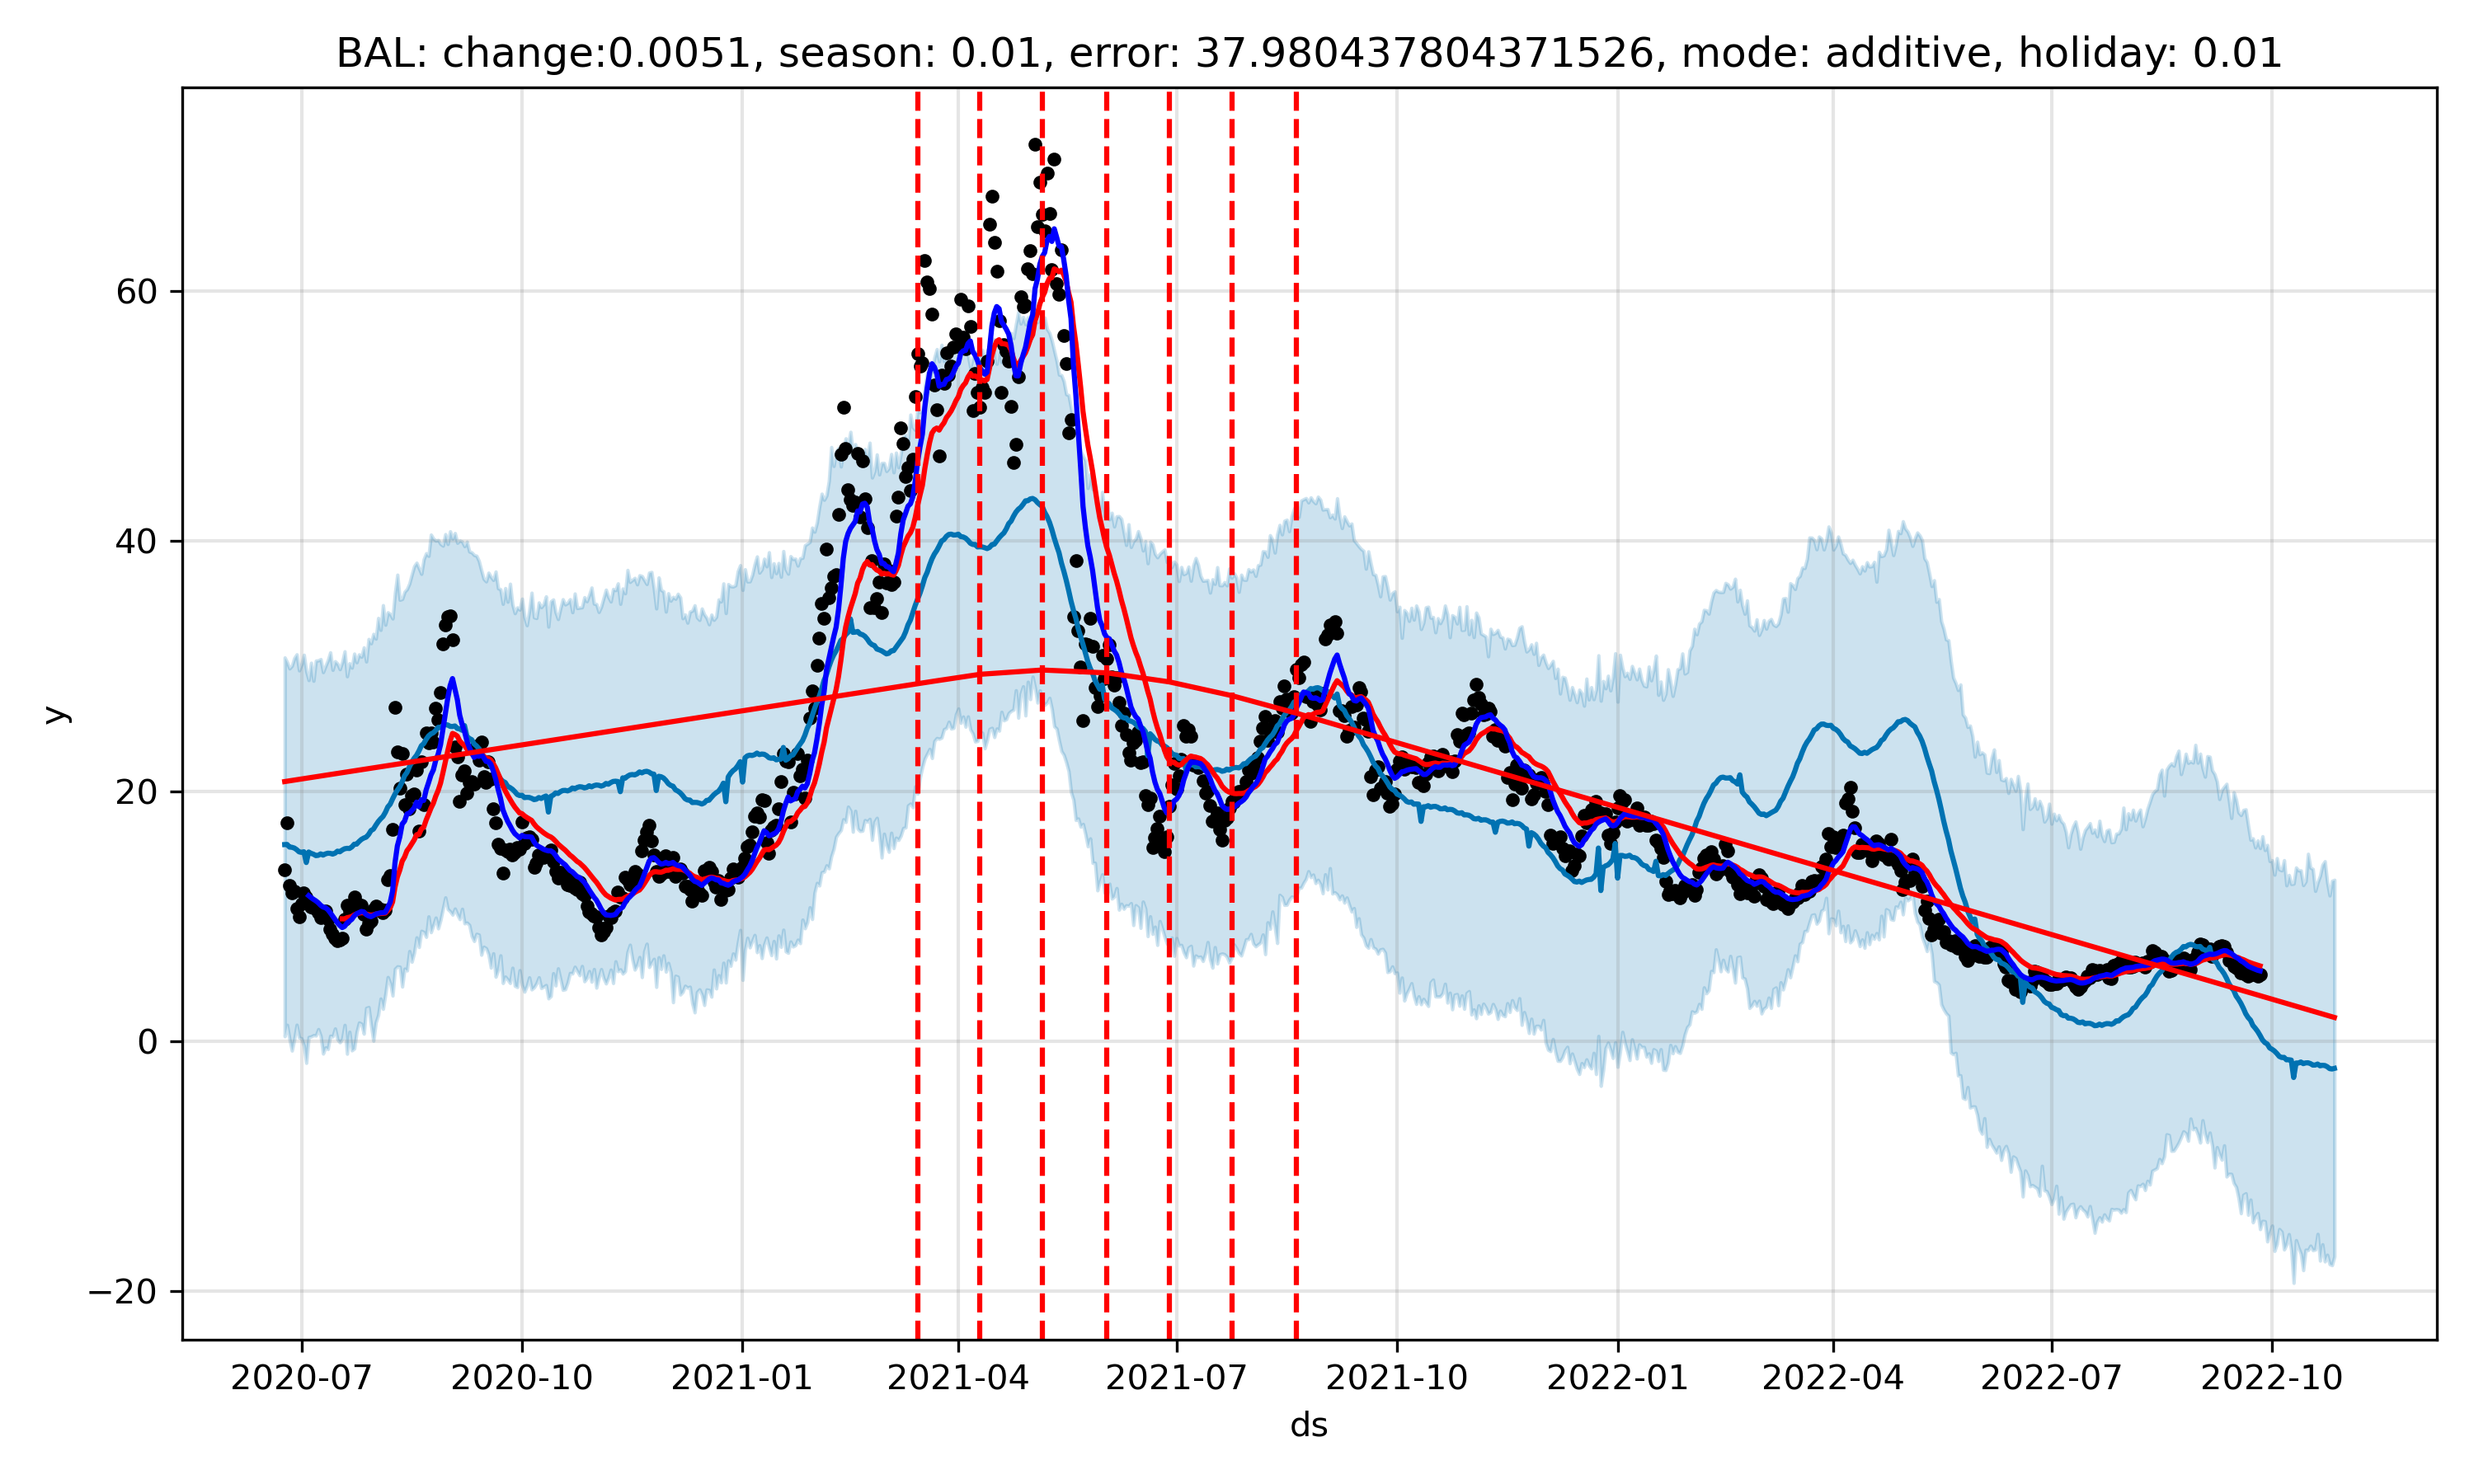 BAL: change:0.0051, season: 0.01, error: 37.980437804371526, mode: additive, holiday: 0.01
y
60
40
20
0
−20
2020-07 2020-10 2021-01 2021-04 2021-07 2021-10 2022-01 2022-04 2022-07 2022-10
ds